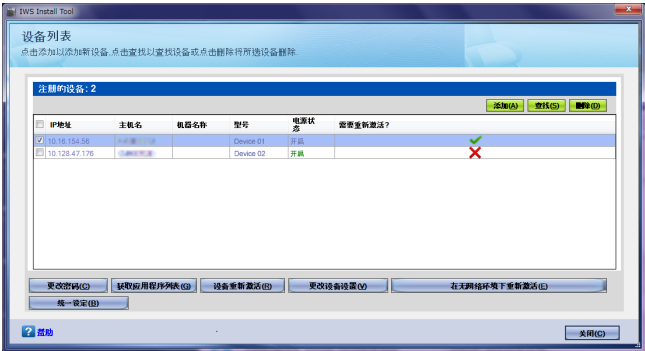 IWS Install Tool
设备列表
点击添加以添加新设备.点击查找以查找设备或点击删除将所选设备删除.
注册的设备: 2
添加(A) 查找(S) 删除(D)
IP地址 主机名 机器名称 型号 电源状态 需要重新激活?
10.16.154.56 Device 01 开启
10.128.47.176 Device 02 开启
更改密码(C) 获取应用程序列表(G) 设备重新激活(R) 更改设备设置(V) 在无网络环境下重新激活(E)
统一设定(B)
帮助 关闭(C)